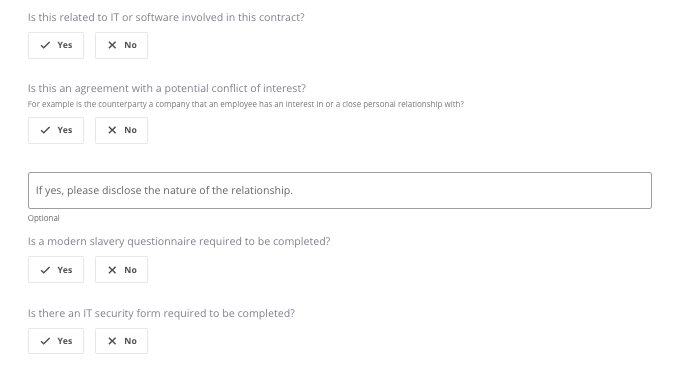 Is this related to IT or software involved in this contract?
Yes No
Is this an agreement with a potential conflict of interest?
For example is the counterparty a company that an employee has an interest in or a close personal relationship with?
Yes No
If yes, please disclose the nature of the relationship.
Optional
Is a modern slavery questionnaire required to be completed?
Yes No
Is there an IT security form required to be completed?
Yes No